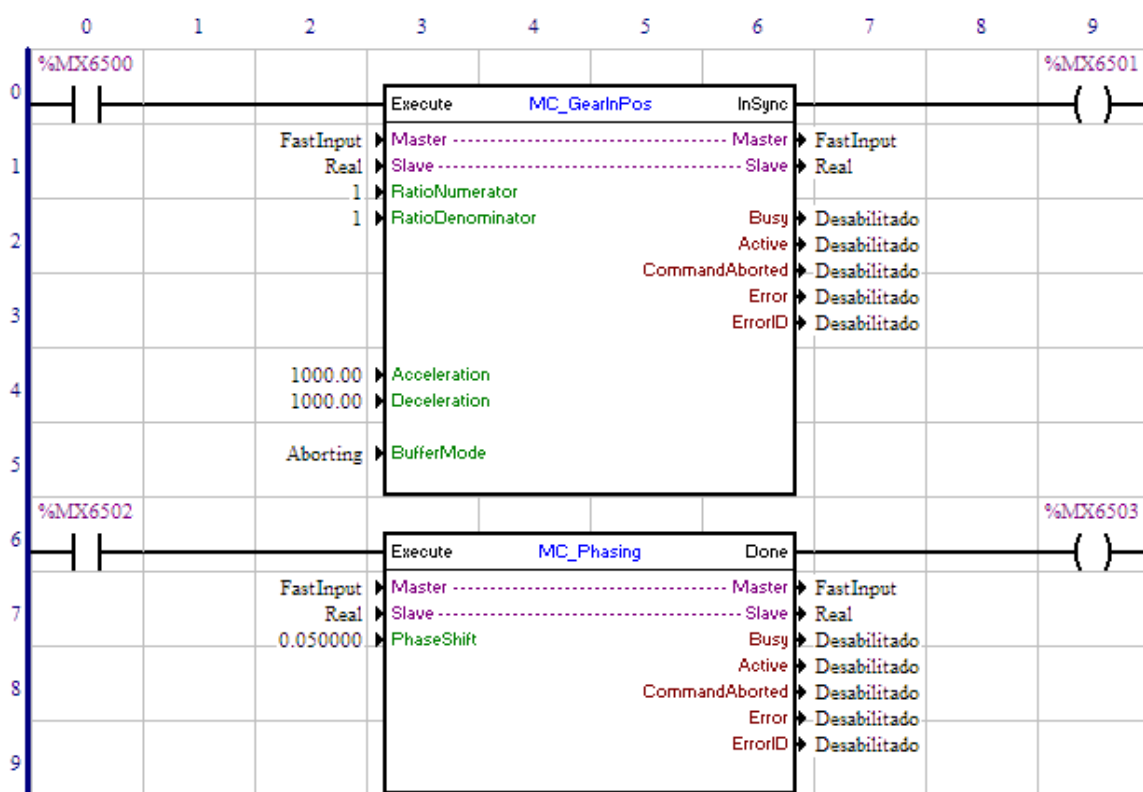 0 1 2 3 4 5 6 7 8 9
%MX6500 %MX6501
0 Execute MC_GearInPos InSync
FastInput Master Master FastInput
1 Real Slave Slave Real
1 RatioNumerator
1 RatioDenominator Busy Desabilitado
2 Active Desabilitado
CommandAborted Desabilitado
3 Error Desabilitado
ErrorID Desabilitado
4 1000.00 Acceleration
1000.00 Deceleration
5 Aborting BufferMode
%MX6502 %MX6503
6 Execute MC_Phasing Done
FastInput Master Master FastInput
7 Real Slave Slave Real
0.050000 PhaseShift Busy Desabilitado
8 Active Desabilitado
CommandAborted Desabilitado
Error Desabilitado
9 ErrorID Desabilitado